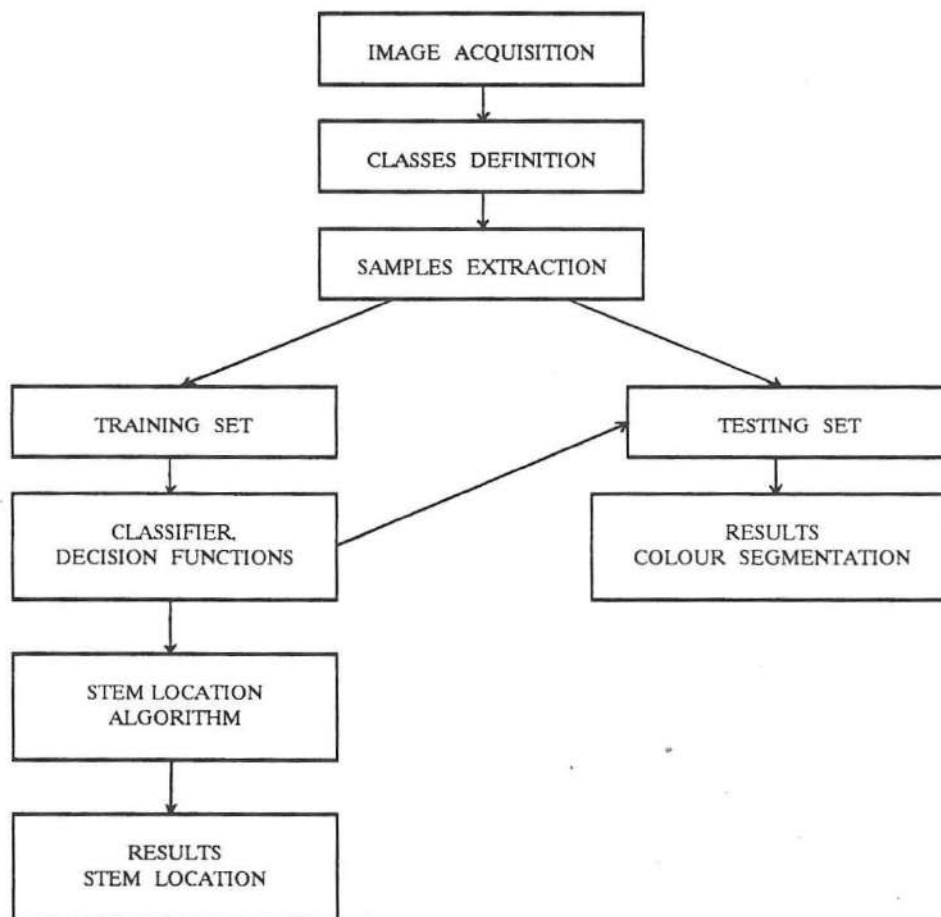 IMAGE ACQUISITION
CLASSES DEFINITION
SAMPLES EXTRACTION
TRAINING SET
TESTING SET
CLASSIFIER,
DECISION FUNCTIONS
RESULTS
COLOUR SEGMENTATION
STEM LOCATION
ALGORITHM
RESULTS
STEM LOCATION